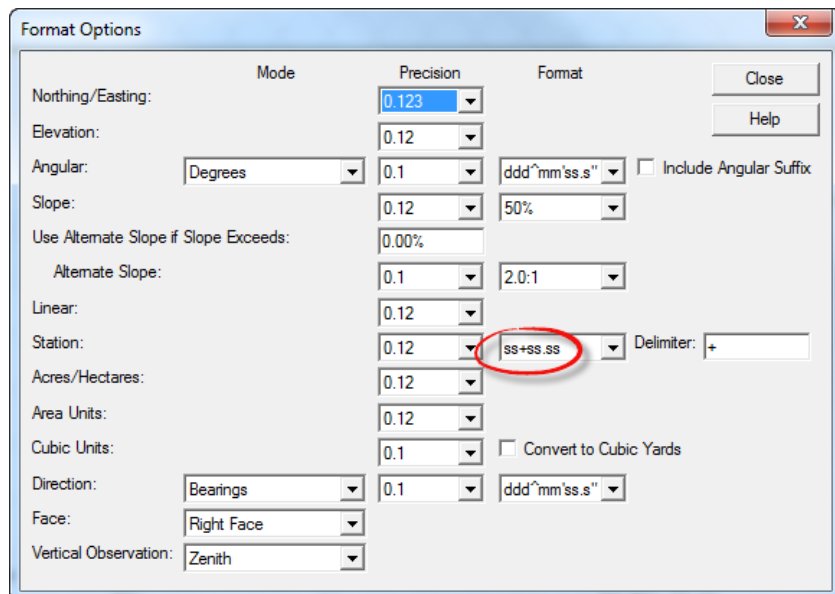 Format Options
Mode Precision Format Close
Northing/Easting: 0.123 Help
Elevation: 0.12
Angular: Degrees 0.1 ddd^mm'ss.s" Include Angular Suffix
Slope: 0.12 50%
Use Alternate Slope if Slope Exceeds: 0.00%
Alternate Slope: 0.1 2.0:1
Linear: 0.12
Station: 0.12 ss+ss.ss Delimiter: +
Acres/Hectares: 0.12
Area Units: 0.12
Cubic Units: 0.1 Convert to Cubic Yards
Direction: Bearings 0.1 ddd^mm'ss.s"
Face: Right Face
Vertical Observation: Zenith